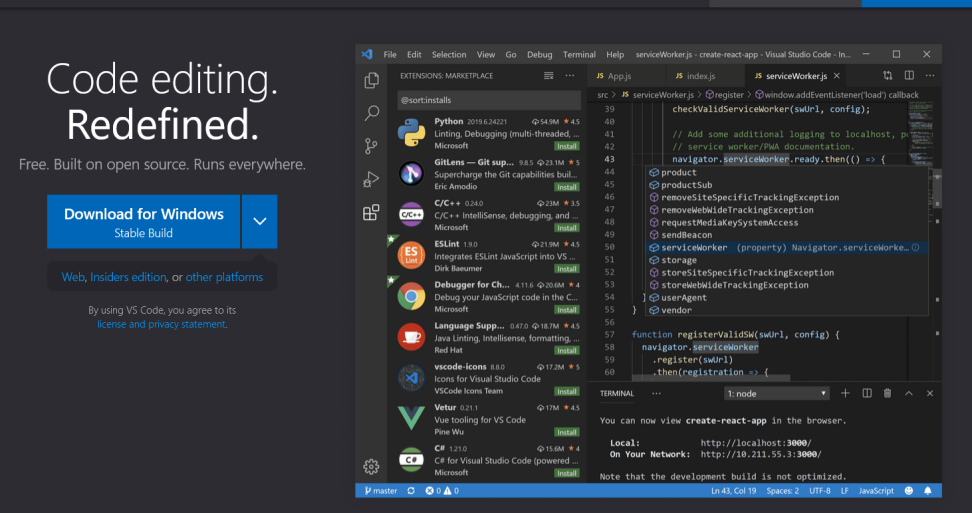 Code editing.
Redefined.
Free. Built on open source. Runs everywhere.
Download for Windows
Stable Build
Web, Insiders edition, or other platforms
By using VS Code, you agree to its
license and privacy statement.
File Edit Selection View Go Debug Terminal Help serviceWorker.js - create-react-app - Visual Studio Code - In...
EXTENSIONS: MARKETPLACE ...
@sort:installs
Python 2019.6.24221 54.9M ★ 4.5
Linting, Debugging (multi-threaded, ...
Microsoft Install
GitLens — Git sup... 9.8.5 23.1M ★ 5
Supercharge the Git capabilities buil...
Eric Amodio Install
C/C++ 0.24.0 23M ★ 3.5
C/C++ IntelliSense, debugging, and ...
Microsoft Install
ESLint 1.9.0 21.9M ★ 4.5
Integrates ESLint JavaScript into VS ...
Dirk Baeumer Install
Debugger for Ch... 4.11.6 20.6M ★ 4
Debug your JavaScript code in the C...
Microsoft Install
Language Supp... 0.47.0 18.7M ★ 4.5
Java Linting, Intellisense, formatting, ...
Red Hat Install
vscode-icons 8.8.0 17.2M ★ 5
Icons for Visual Studio Code
VSCode Icons Team Install
Vetur 0.21.1 17M ★ 4.5
Vue tooling for VS Code
Pine Wu Install
C# 1.21.0 15.6M ★ 4
C# for Visual Studio Code (powered ...
Microsoft Install
JS App.js JS index.js JS serviceWorker.js ...
src > JS serviceWorker.js > register > window.addEventListener('load') callback
39 checkValidServiceWorker(swUrl, config);
40
41 // Add some additional logging to localhost, po
42 // service worker/PWA documentation.
43 navigator.serviceWorker.ready.then(() => {
44 product
45 productSub
46 removeSiteSpecificTrackingException
47 removeWebWideTrackingException
48 requestMediaKeySystemAccess
49 sendBeacon
50 serviceWorker (property) Navigator.serviceWorke...
51 storage
52 storeSiteSpecificTrackingException
53 storeWebWideTrackingException
54 } userAgent
55 } vendor
56
57 function registerValidSW(swUrl, config) {
58 navigator.serviceWorker
59 .register(swUrl)
60 .then(registration => {
TERMINAL ... 1: node
You can now view create-react-app in the browser.
Local: http://localhost:3000/
On Your Network: http://10.211.55.3:3000/
Note that the development build is not optimized.
master 0 0 Ln 43, Col 19 Spaces: 2 UTF-8 LF JavaScript